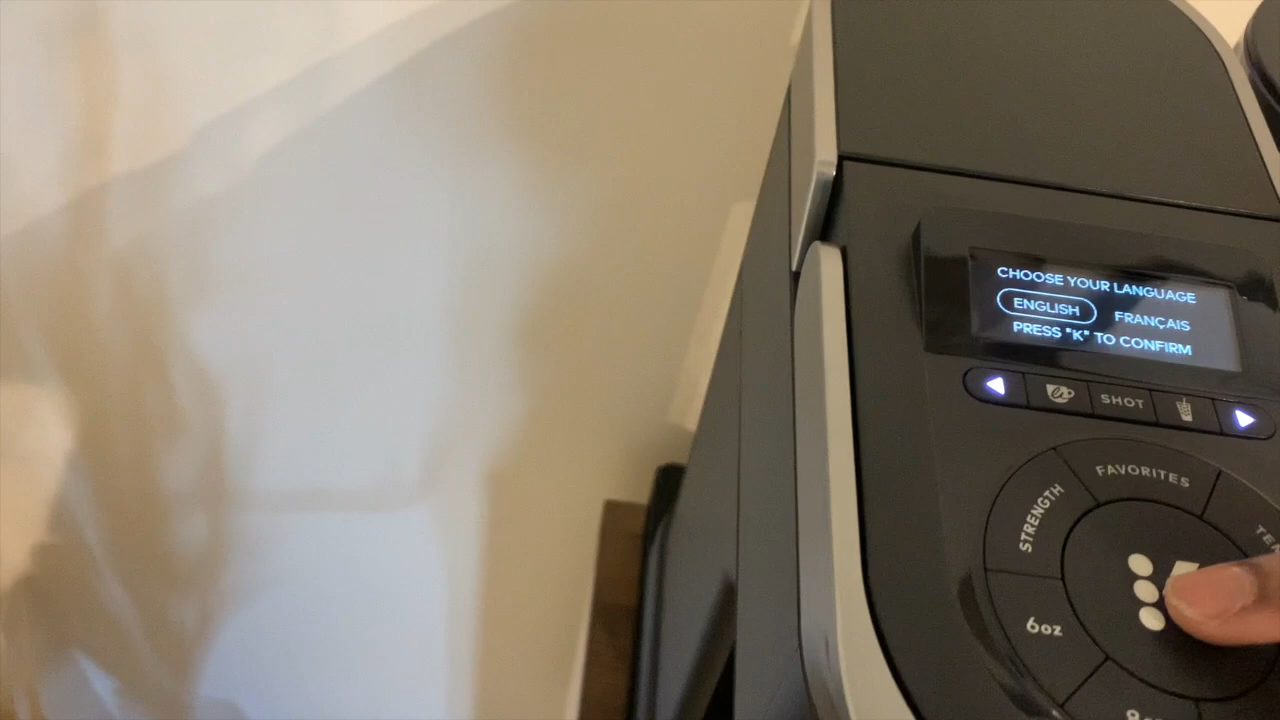 CHOOSE YOUR LANGUAGE
ENGLISH FRANÇAIS
PRESS "K" TO CONFIRM
SHOT
FAVORITES
STRENGTH
6oz